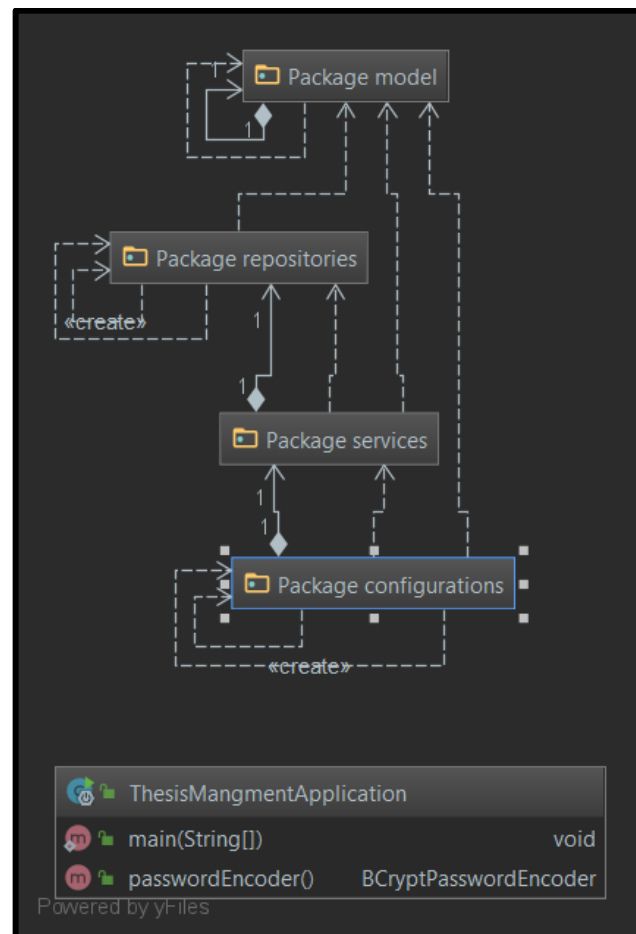 1
Package model
1
Package repositories
«create»
1
1
Package services
1
1
Package configurations
«create»
ThesisMangmentApplication
main(String[]) void
passwordEncoder() BCryptPasswordEncoder
Powered by yFiles